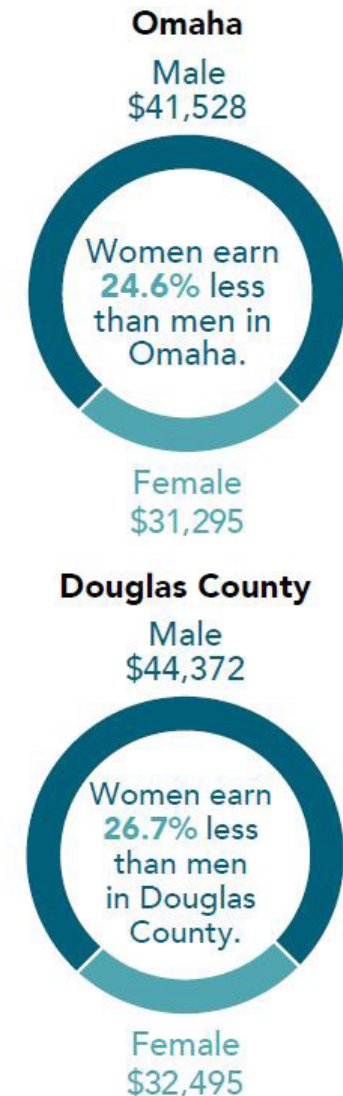 Omaha
Male
$41,528
Women earn
24.6% less
than men in
Omaha.
Female
$31,295
Douglas County
Male
$44,372
Women earn
26.7% less
than men
in Douglas
County.
Female
$32,495